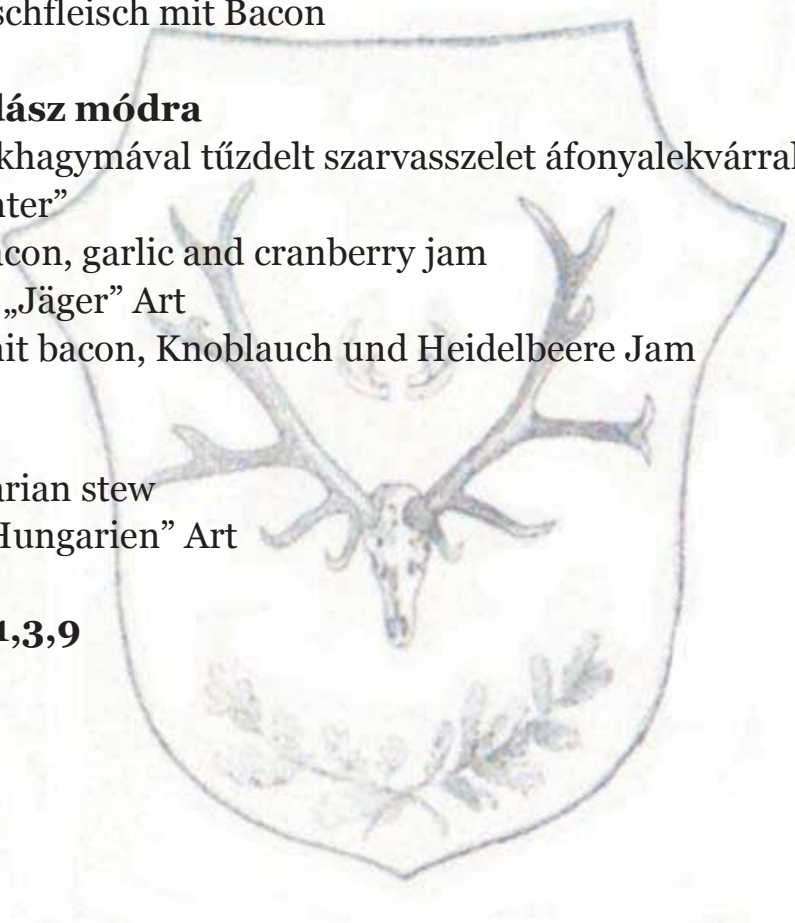 schfleisch mit Bacon
lász módra
khagymával tűzdelt szarvasszelet áfonyalekvárral
nter”
acon, garlic and cranberry jam
„Jäger” Art
nit bacon, Knoblauch und Heidelbeere Jam
arian stew
Hungarien” Art
1,3,9